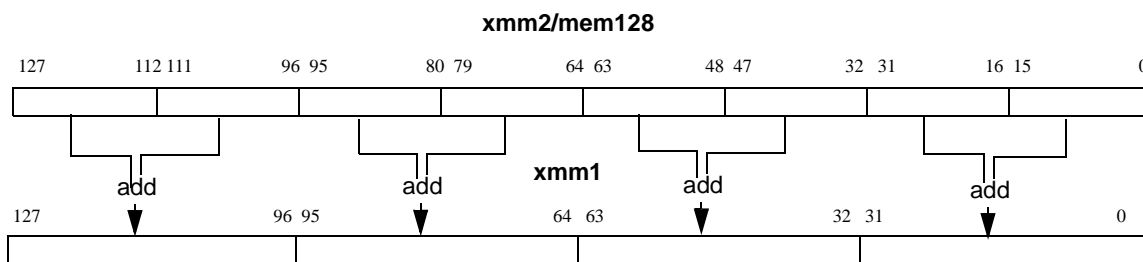 xmm2/mem128
127 112 111 96 95 80 79 64 63 48 47 32 31 16 15 0
xmm1
add add add add
127 96 95 64 63 32 31 0